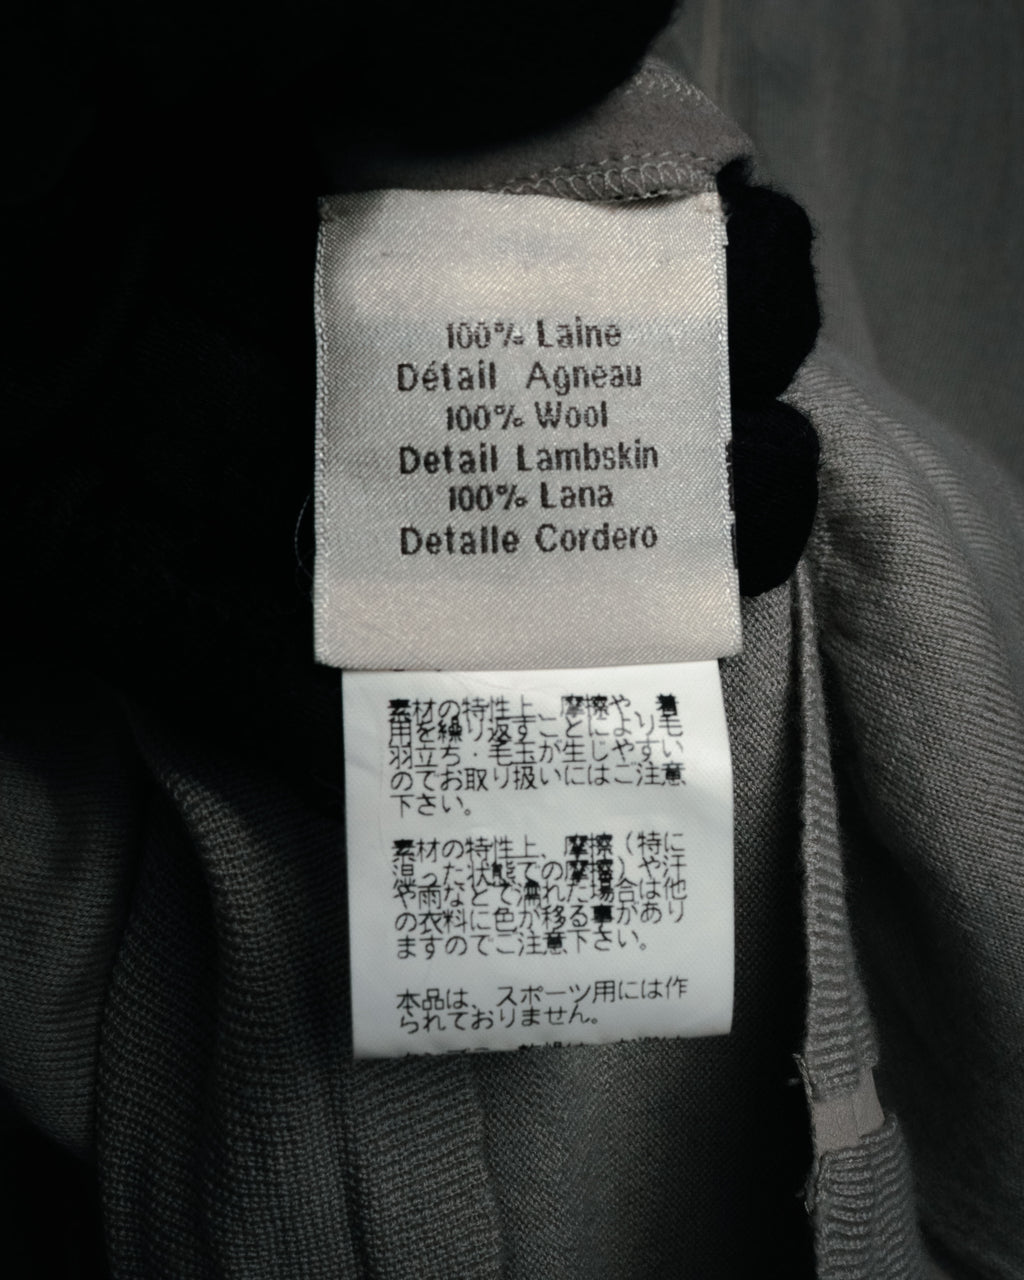 100% Laine
Détail Agneau
100% Wool
Detail Lambskin
100% Lana
Detalle Cordero
素材の特性上、摩擦や、着
用を繰り返すことにより毛
羽立ち・毛玉が生じやすい
のでお取り扱いにはご注意
下さい。
素材の特性上、摩擦(特に
湿った状態での摩擦)や汗
や雨などで濡れた場合は他
の衣料に色が移る事があり
ますのでご注意下さい。
本品は、スポーツ用には作
られておりません。